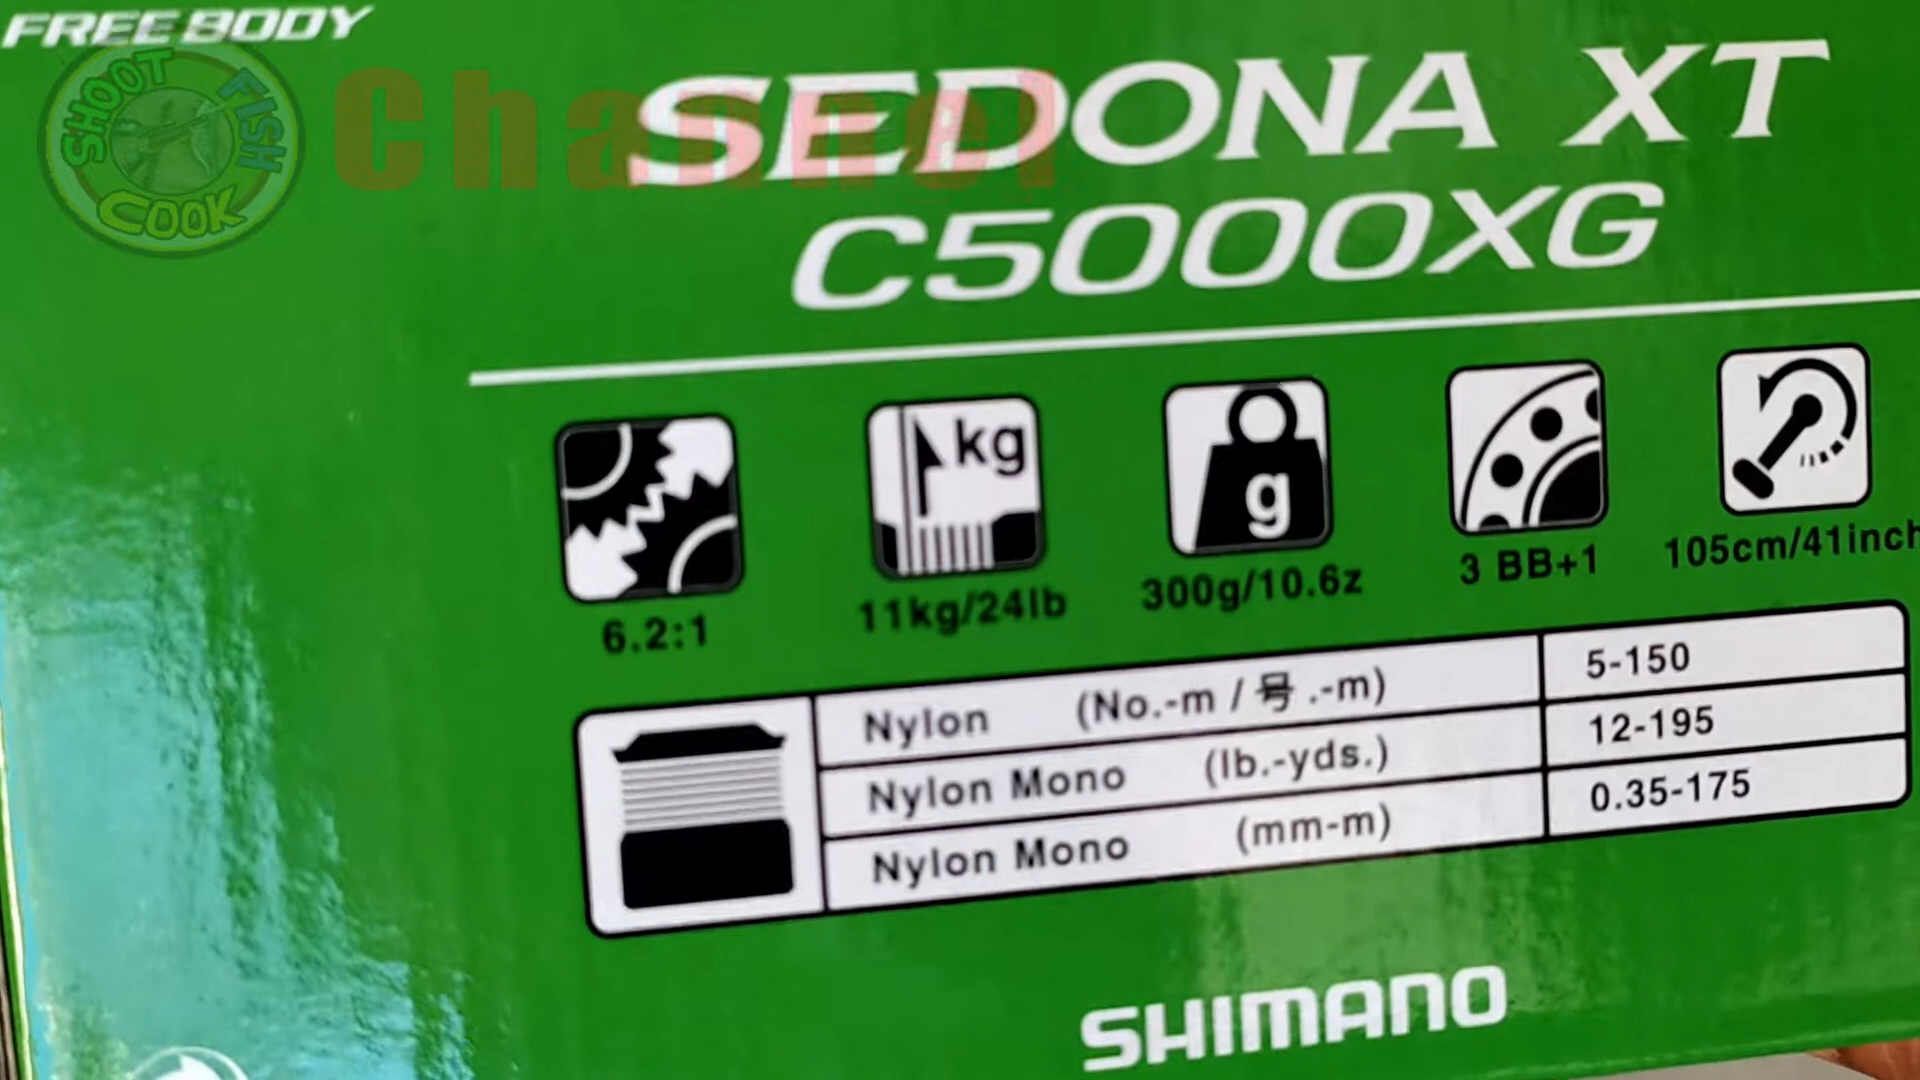 FREE BODY
SHOOT FISH COOK
Channel
SEDONA XT
C5000XG
kg
g
6.2:1
11kg/24lb
300g/10.6z
3 BB+1
105cm/41inch
Nylon (No.-m / 号 .-m) 5-150
Nylon Mono (lb.-yds.) 12-195
Nylon Mono (mm-m) 0.35-175
SHIMANO